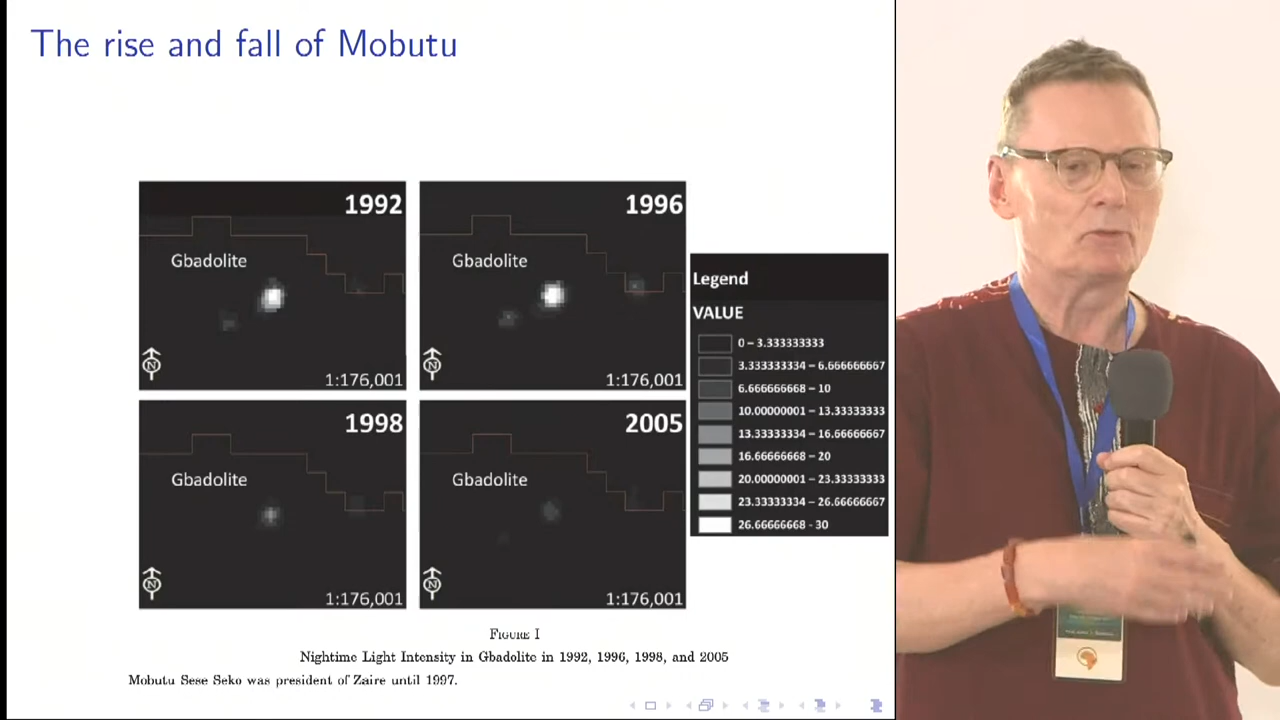 The rise and fall of Mobutu
1992
Gbadolite
1:176,001
1996
Gbadolite
1:176,001
1998
Gbadolite
1:176,001
2005
Gbadolite
1:176,001
N
N
N
N
Legend
VALUE
0 – 3.333333333
3.333333334 – 6.666666667
6.666666668 – 10
10.00000001 – 13.33333333
13.33333334 – 16.66666667
16.66666668 – 20
20.00000001 – 23.33333333
23.33333334 – 26.66666667
26.66666668 - 30
Figure I
Nightime Light Intensity in Gbadolite in 1992, 1996, 1998, and 2005
Mobutu Sese Seko was president of Zaire until 1997.